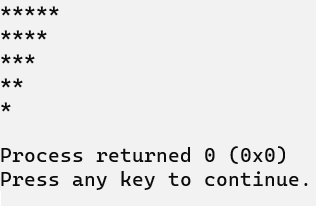 *****
****
***
**
*
Process returned 0 (0x0)
Press any key to continue.